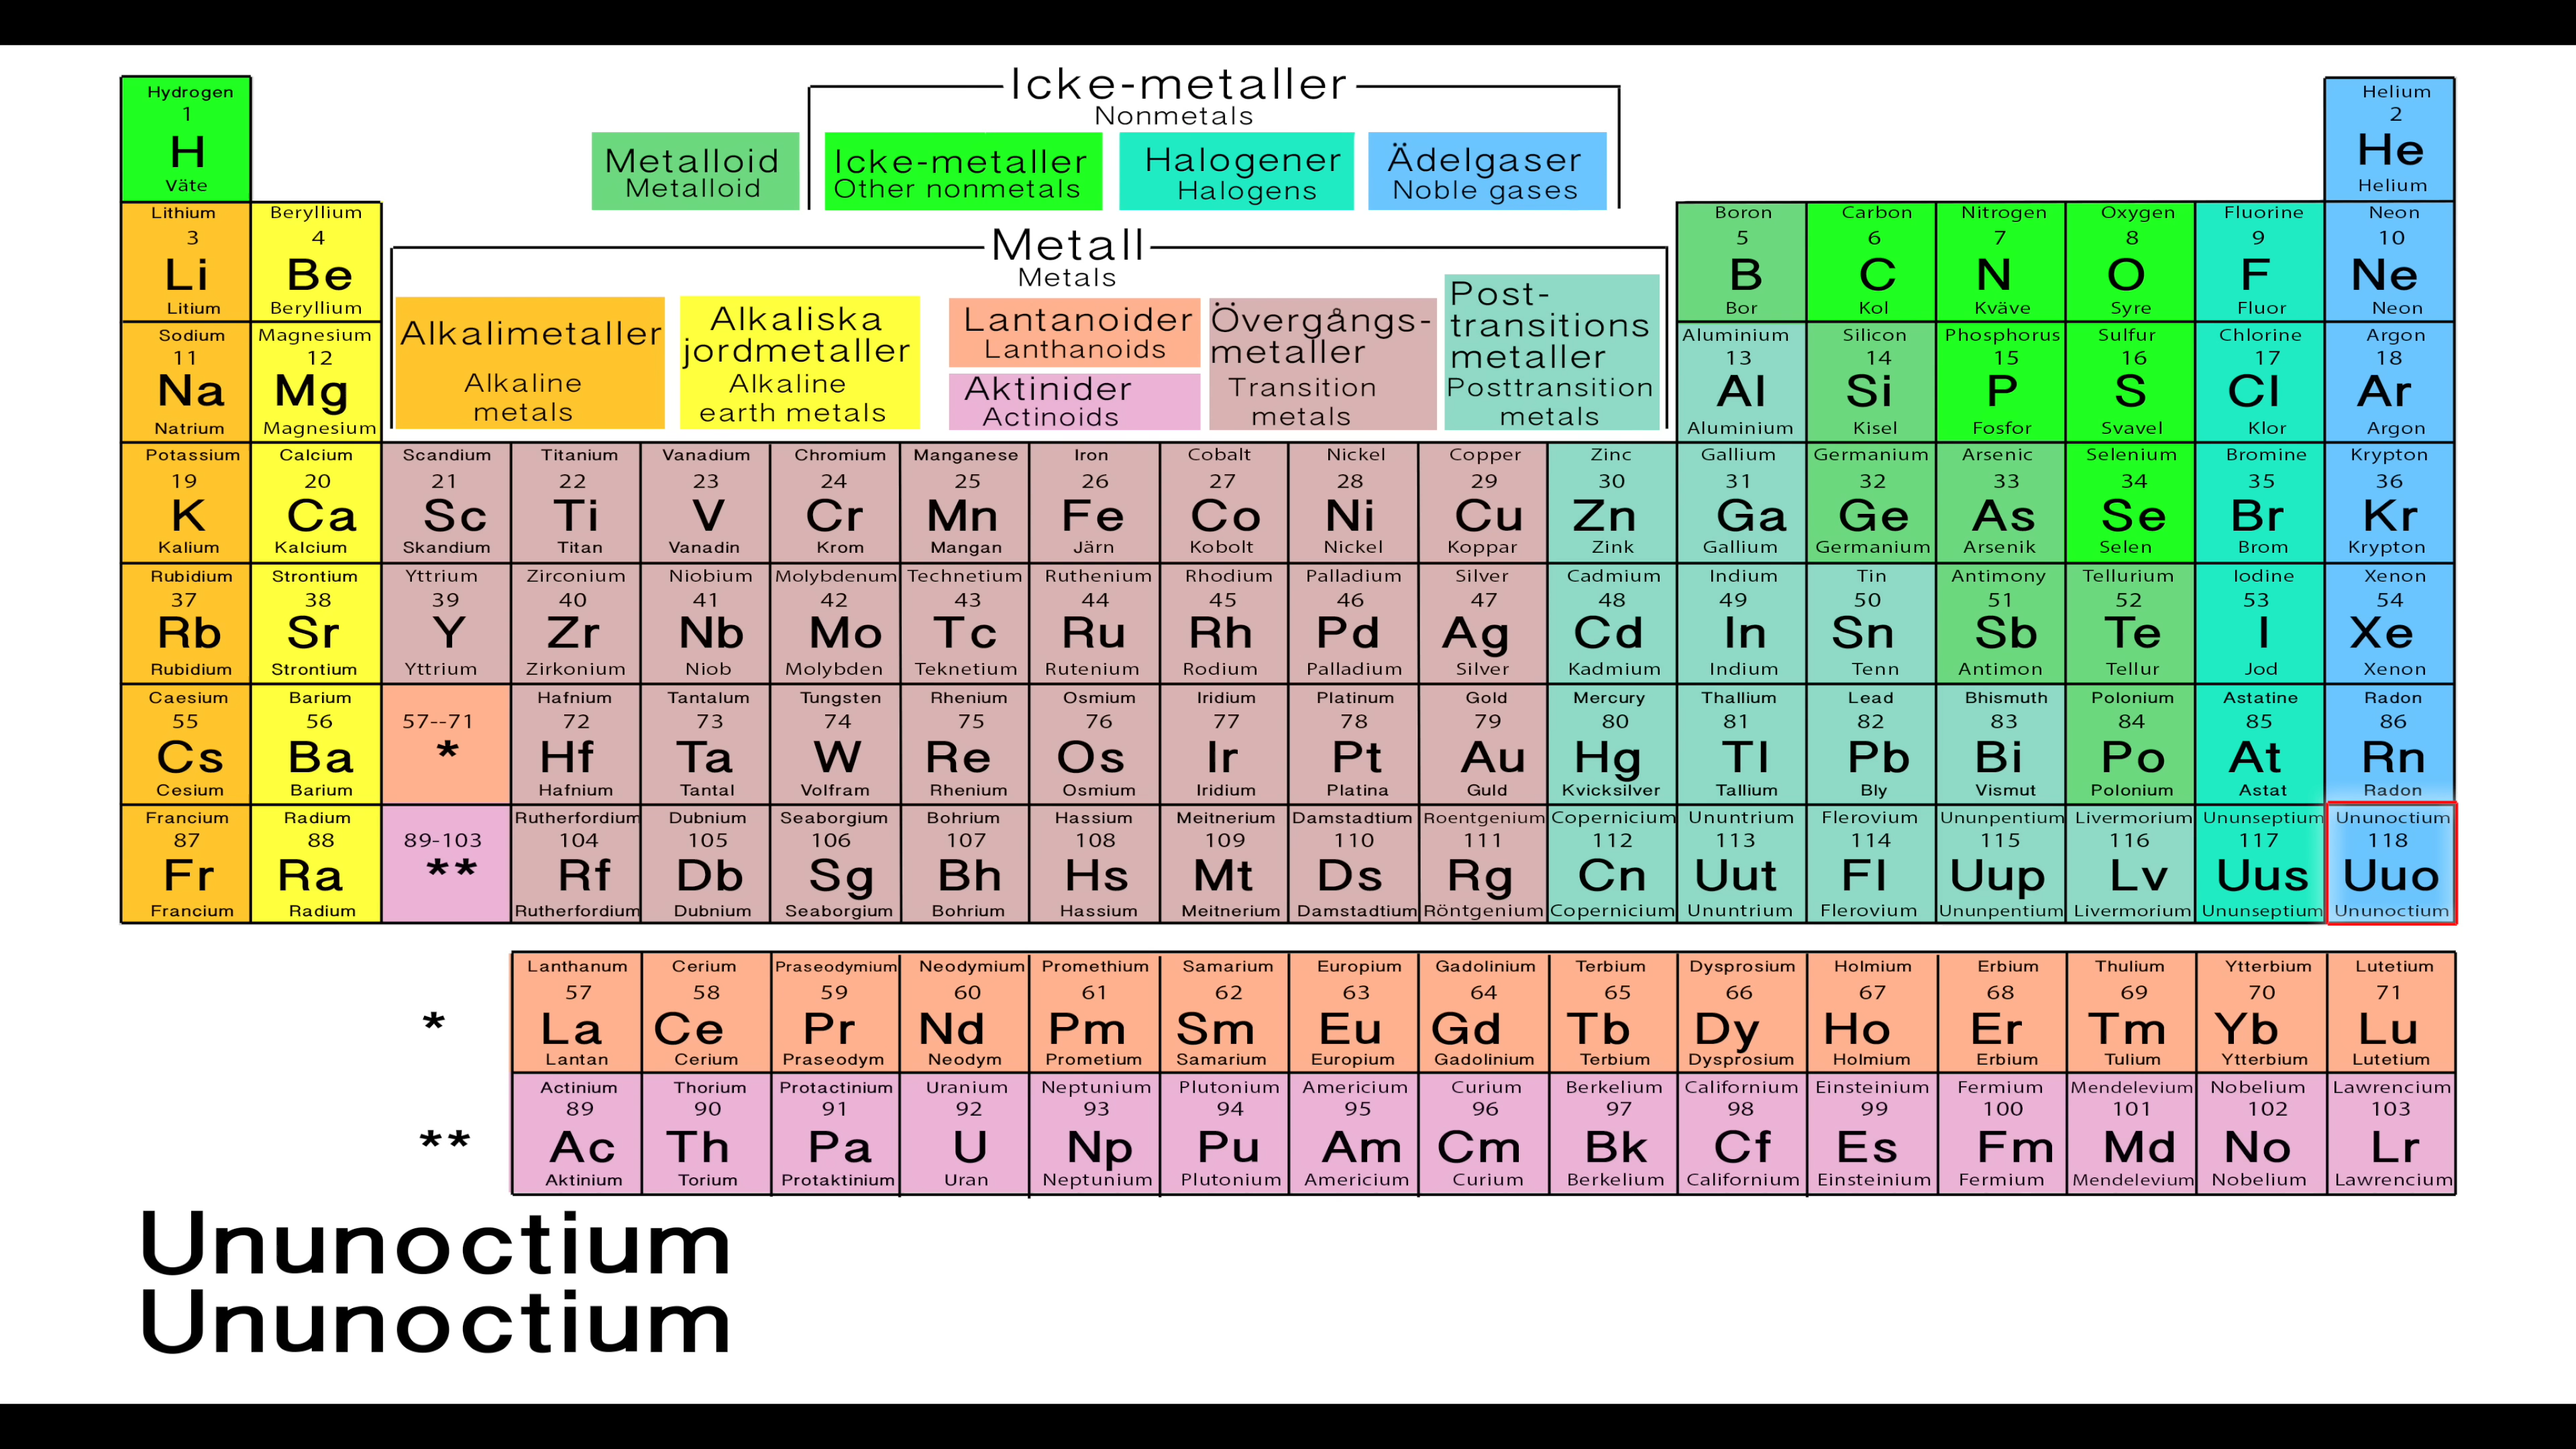 Icke-metaller
Nonmetals
Metalloid
Metalloid
Icke-metaller
Other nonmetals
Halogener
Halogens
Ädelgaser
Noble gases
Metall
Metals
Alkalimetaller
Alkaline
metals
Alkaliska
jordmetaller
Alkaline
earth metals
Lantanoider
Lanthanoids
Aktinider
Actinoids
Övergångs-
metaller
Transition
metals
Post-
transitions
metaller
Posttransition
metals
Hydrogen Helium
1 2
H He
Väte Helium
Lithium Beryllium Boron Carbon Nitrogen Oxygen Fluorine Neon
3 4 5 6 7 8 9 10
Li Be B C N O F Ne
Litium Beryllium Bor Kol Kväve Syre Fluor Neon
Sodium Magnesium Aluminium Silicon Phosphorus Sulfur Chlorine Argon
11 12 13 14 15 16 17 18
Na Mg Al Si P S Cl Ar
Natrium Magnesium Aluminium Kisel Fosfor Svavel Klor Argon
Potassium Calcium Scandium Titanium Vanadium Chromium Manganese Iron Cobalt Nickel Copper Zinc Gallium Germanium Arsenic Selenium Bromine Krypton
19 20 21 22 23 24 25 26 27 28 29 30 31 32 33 34 35 36
K Ca Sc Ti V Cr Mn Fe Co Ni Cu Zn Ga Ge As Se Br Kr
Kalium Kalcium Skandium Titan Vanadin Krom Mangan Järn Kobolt Nickel Koppar Zink Gallium Germanium Arsenik Selen Brom Krypton
Rubidium Strontium Yttrium Zirconium Niobium Molybdenum Technetium Ruthenium Rhodium Palladium Silver Cadmium Indium Tin Antimony Tellurium Iodine Xenon
37 38 39 40 41 42 43 44 45 46 47 48 49 50 51 52 53 54
Rb Sr Y Zr Nb Mo Tc Ru Rh Pd Ag Cd In Sn Sb Te I Xe
Rubidium Strontium Yttrium Zirkonium Niob Molybden Teknetium Rutenium Rodium Palladium Silver Kadmium Indium Tenn Antimon Tellur Jod Xenon
Caesium Barium Hafnium Tantalum Tungsten Rhenium Osmium Iridium Platinum Gold Mercury Thallium Lead Bhismuth Polonium Astatine Radon
55 56 57--71 72 73 74 75 76 77 78 79 80 81 82 83 84 85 86
Cs Ba * Hf Ta W Re Os Ir Pt Au Hg Tl Pb Bi Po At Rn
Cesium Barium Hafnium Tantal Volfram Rhenium Osmium Iridium Platina Guld Kvicksilver Tallium Bly Vismut Polonium Astat Radon
Francium Radium Rutherfordium Dubnium Seaborgium Bohrium Hassium Meitnerium Damstadtium Roentgenium Copernicium Ununtrium Flerovium Ununpentium Livermorium Ununseptium Ununoctium
87 88 89-103 104 105 106 107 108 109 110 111 112 113 114 115 116 117 118
Fr Ra ** Rf Db Sg Bh Hs Mt Ds Rg Cn Uut Fl Uup Lv Uus Uuo
Francium Radium Rutherfordium Dubnium Seaborgium Bohrium Hassium Meitnerium Damstadtium Röntgenium Copernicium Ununtrium Flerovium Ununpentium Livermorium Ununseptium Ununoctium
Lanthanum Cerium Praseodymium Neodymium Promethium Samarium Europium Gadolinium Terbium Dysprosium Holmium Erbium Thulium Ytterbium Lutetium
57 58 59 60 61 62 63 64 65 66 67 68 69 70 71
* La Ce Pr Nd Pm Sm Eu Gd Tb Dy Ho Er Tm Yb Lu
Lantan Cerium Praseodym Neodym Prometium Samarium Europium Gadolinium Terbium Dysprosium Holmium Erbium Tulium Ytterbium Lutetium
Actinium Thorium Protactinium Uranium Neptunium Plutonium Americium Curium Berkelium Californium Einsteinium Fermium Mendelevium Nobelium Lawrencium
89 90 91 92 93 94 95 96 97 98 99 100 101 102 103
** Ac Th Pa U Np Pu Am Cm Bk Cf Es Fm Md No Lr
Aktinium Torium Protaktinium Uran Neptunium Plutonium Americium Curium Berkelium Californium Einsteinium Fermium Mendelevium Nobelium Lawrencium
Ununoctium
Ununoctium